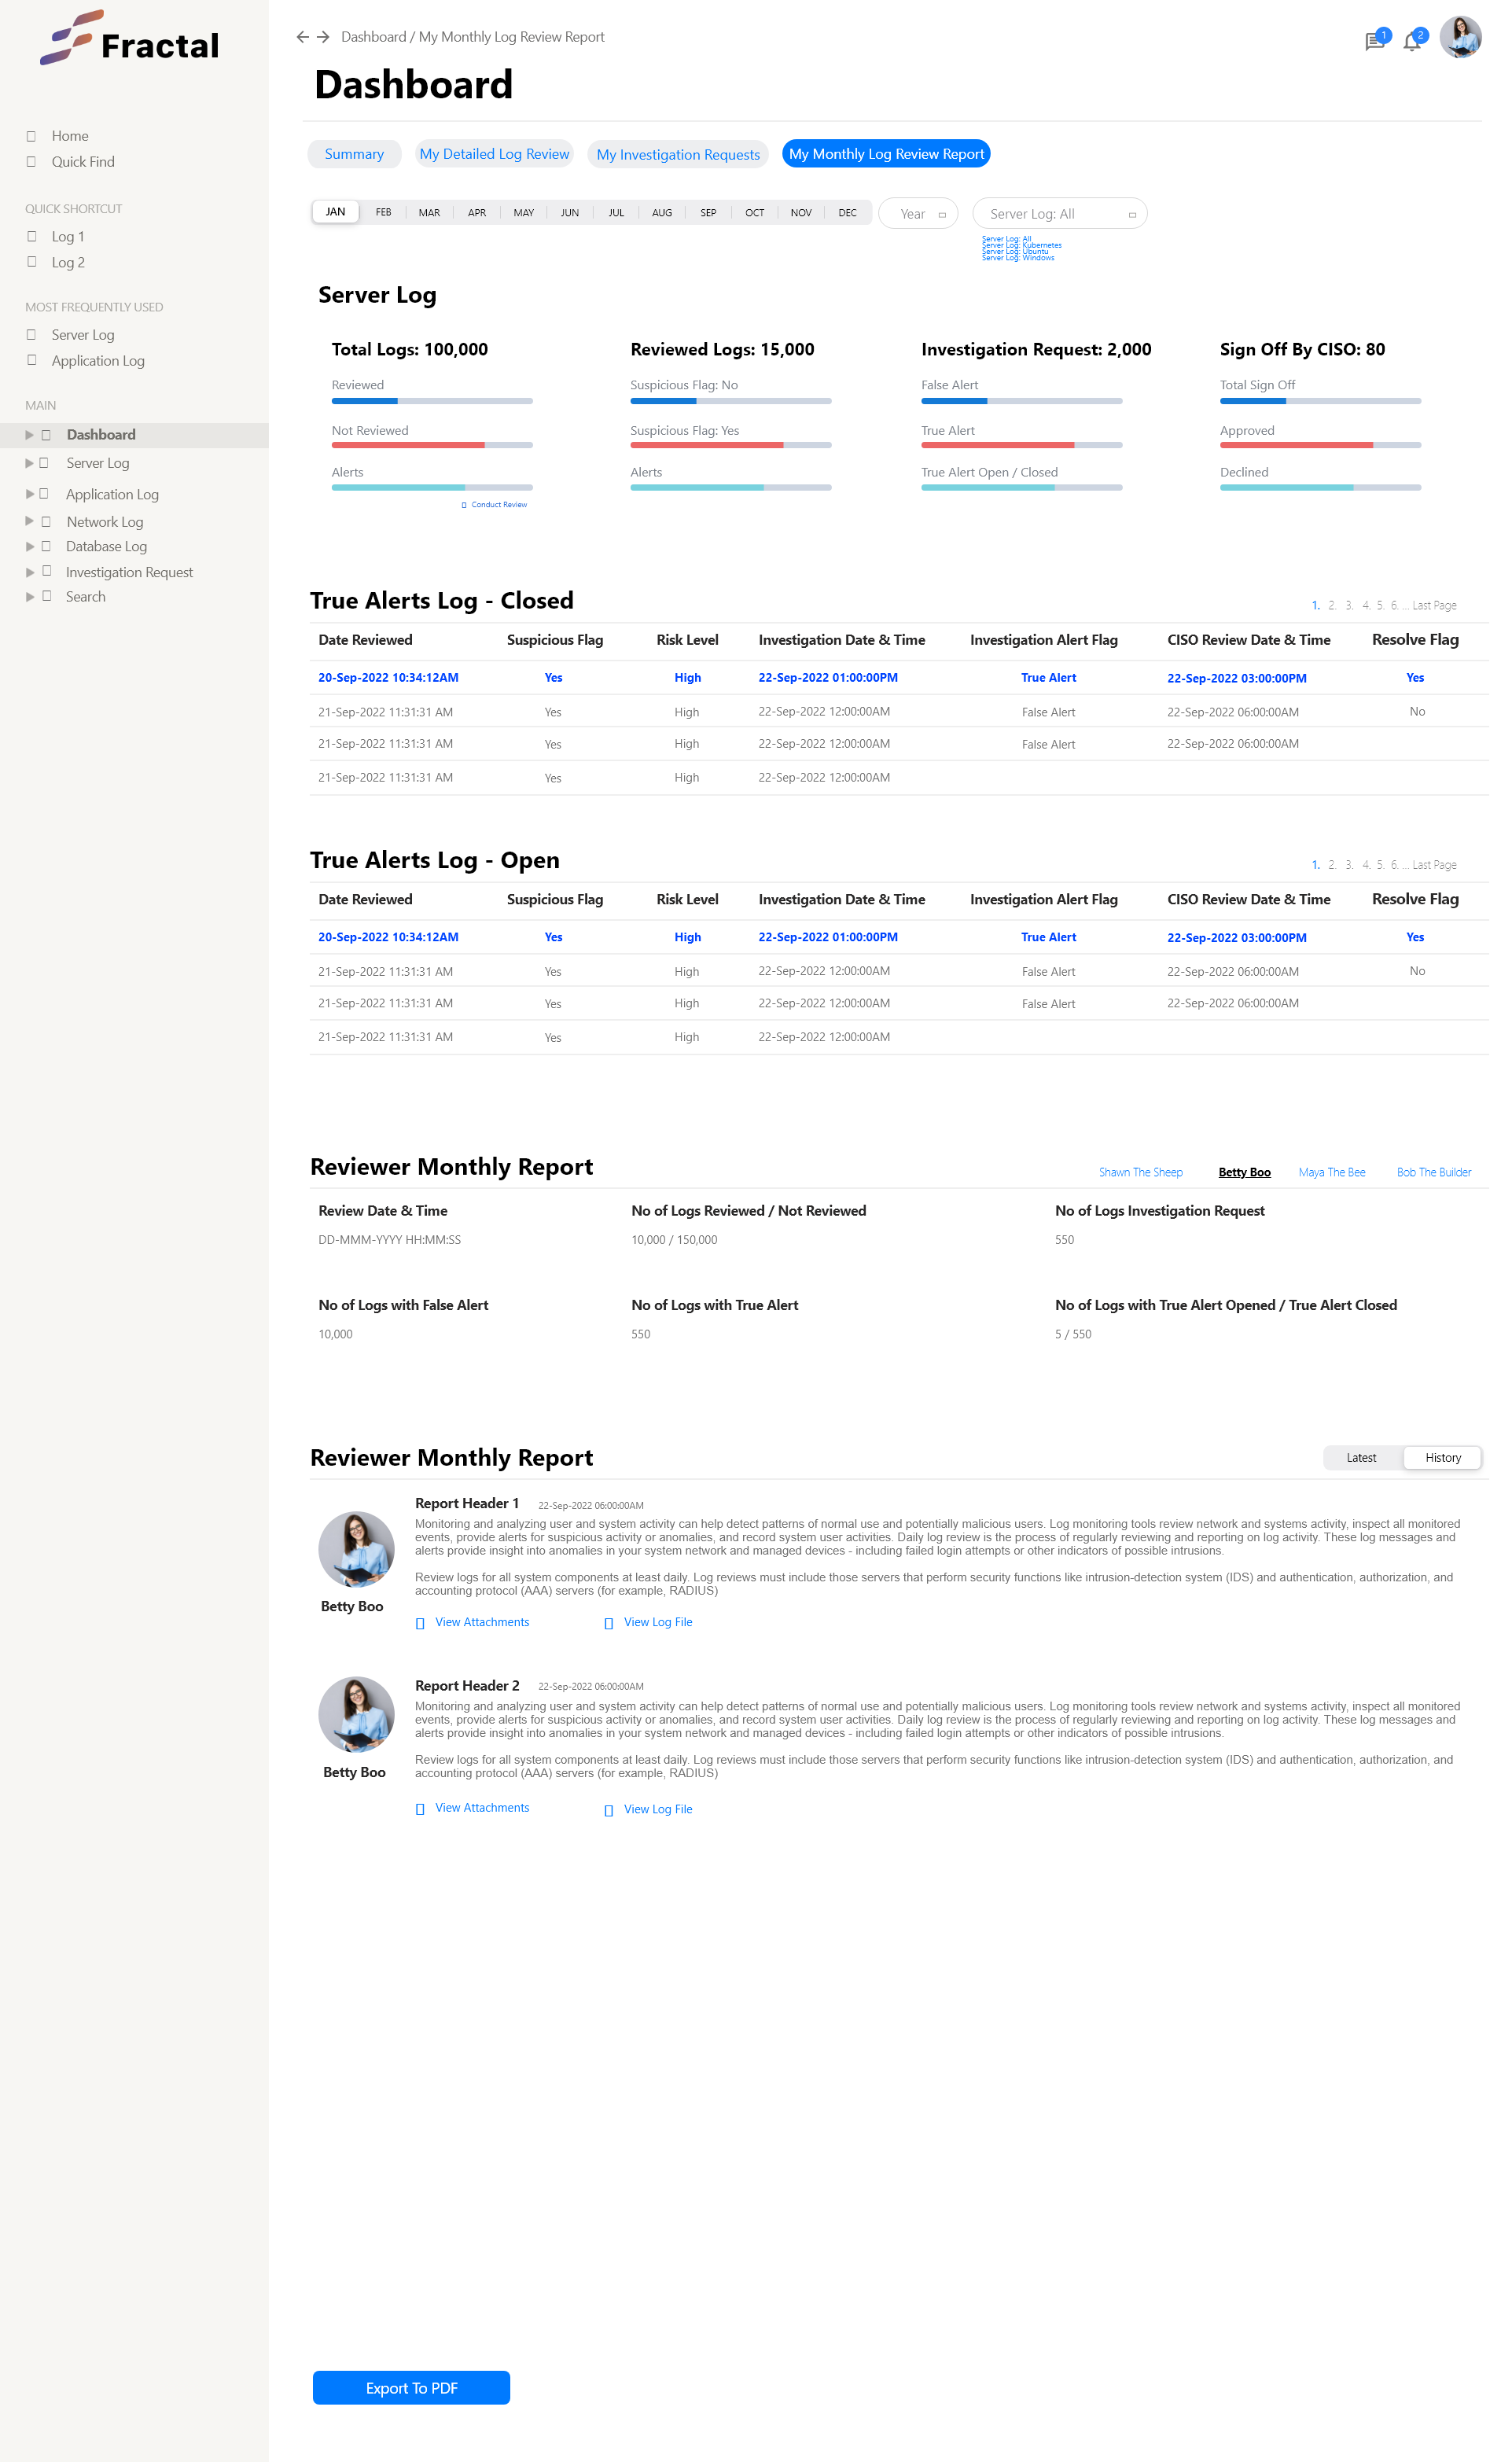 Fractal
Home
Quick Find
QUICK SHORTCUT
Log 1
Log 2
MOST FREQUENTLY USED
Server Log
Application Log
MAIN
Dashboard
Server Log
Application Log
Network Log
Database Log
Investigation Request
Search
Dashboard / My Monthly Log Review Report
1 2
Dashboard
Summary My Detailed Log Review My Investigation Requests My Monthly Log Review Report
JAN FEB MAR APR MAY JUN JUL AUG SEP OCT NOV DEC Year Server Log: All
Server Log: All
Server Log: Kubernetes
Server Log: Ubuntu
Server Log: Windows
Server Log
Total Logs: 100,000 Reviewed Logs: 15,000 Investigation Request: 2,000 Sign Off By CISO: 80
Reviewed Suspicious Flag: No False Alert Total Sign Off
Not Reviewed Suspicious Flag: Yes True Alert Approved
Alerts Alerts True Alert Open / Closed Declined
Conduct Review
True Alerts Log - Closed 1. 2. 3. 4. 5. 6. ... Last Page
Date Reviewed Suspicious Flag Risk Level Investigation Date & Time Investigation Alert Flag CISO Review Date & Time Resolve Flag
20-Sep-2022 10:34:12AM Yes High 22-Sep-2022 01:00:00PM True Alert 22-Sep-2022 03:00:00PM Yes
21-Sep-2022 11:31:31 AM Yes High 22-Sep-2022 12:00:00AM False Alert 22-Sep-2022 06:00:00AM No
21-Sep-2022 11:31:31 AM Yes High 22-Sep-2022 12:00:00AM False Alert 22-Sep-2022 06:00:00AM
21-Sep-2022 11:31:31 AM Yes High 22-Sep-2022 12:00:00AM
True Alerts Log - Open 1. 2. 3. 4. 5. 6. ... Last Page
Date Reviewed Suspicious Flag Risk Level Investigation Date & Time Investigation Alert Flag CISO Review Date & Time Resolve Flag
20-Sep-2022 10:34:12AM Yes High 22-Sep-2022 01:00:00PM True Alert 22-Sep-2022 03:00:00PM Yes
21-Sep-2022 11:31:31 AM Yes High 22-Sep-2022 12:00:00AM False Alert 22-Sep-2022 06:00:00AM No
21-Sep-2022 11:31:31 AM Yes High 22-Sep-2022 12:00:00AM False Alert 22-Sep-2022 06:00:00AM
21-Sep-2022 11:31:31 AM Yes High 22-Sep-2022 12:00:00AM
Reviewer Monthly Report Shawn The Sheep Betty Boo Maya The Bee Bob The Builder
Review Date & Time No of Logs Reviewed / Not Reviewed No of Logs Investigation Request
DD-MMM-YYYY HH:MM:SS 10,000 / 150,000 550
No of Logs with False Alert No of Logs with True Alert No of Logs with True Alert Opened / True Alert Closed
10,000 550 5 / 550
Reviewer Monthly Report Latest History
Report Header 1 22-Sep-2022 06:00:00AM
Monitoring and analyzing user and system activity can help detect patterns of normal use and potentially malicious users. Log monitoring tools review network and systems activity, inspect all monitored
events, provide alerts for suspicious activity or anomalies, and record system user activities. Daily log review is the process of regularly reviewing and reporting on log activity. These log messages and
alerts provide insight into anomalies in your system network and managed devices - including failed login attempts or other indicators of possible intrusions.
Review logs for all system components at least daily. Log reviews must include those servers that perform security functions like intrusion-detection system (IDS) and authentication, authorization, and
accounting protocol (AAA) servers (for example, RADIUS)
Betty Boo
View Attachments View Log File
Report Header 2 22-Sep-2022 06:00:00AM
Monitoring and analyzing user and system activity can help detect patterns of normal use and potentially malicious users. Log monitoring tools review network and systems activity, inspect all monitored
events, provide alerts for suspicious activity or anomalies, and record system user activities. Daily log review is the process of regularly reviewing and reporting on log activity. These log messages and
alerts provide insight into anomalies in your system network and managed devices - including failed login attempts or other indicators of possible intrusions.
Review logs for all system components at least daily. Log reviews must include those servers that perform security functions like intrusion-detection system (IDS) and authentication, authorization, and
accounting protocol (AAA) servers (for example, RADIUS)
Betty Boo
View Attachments View Log File
Export To PDF